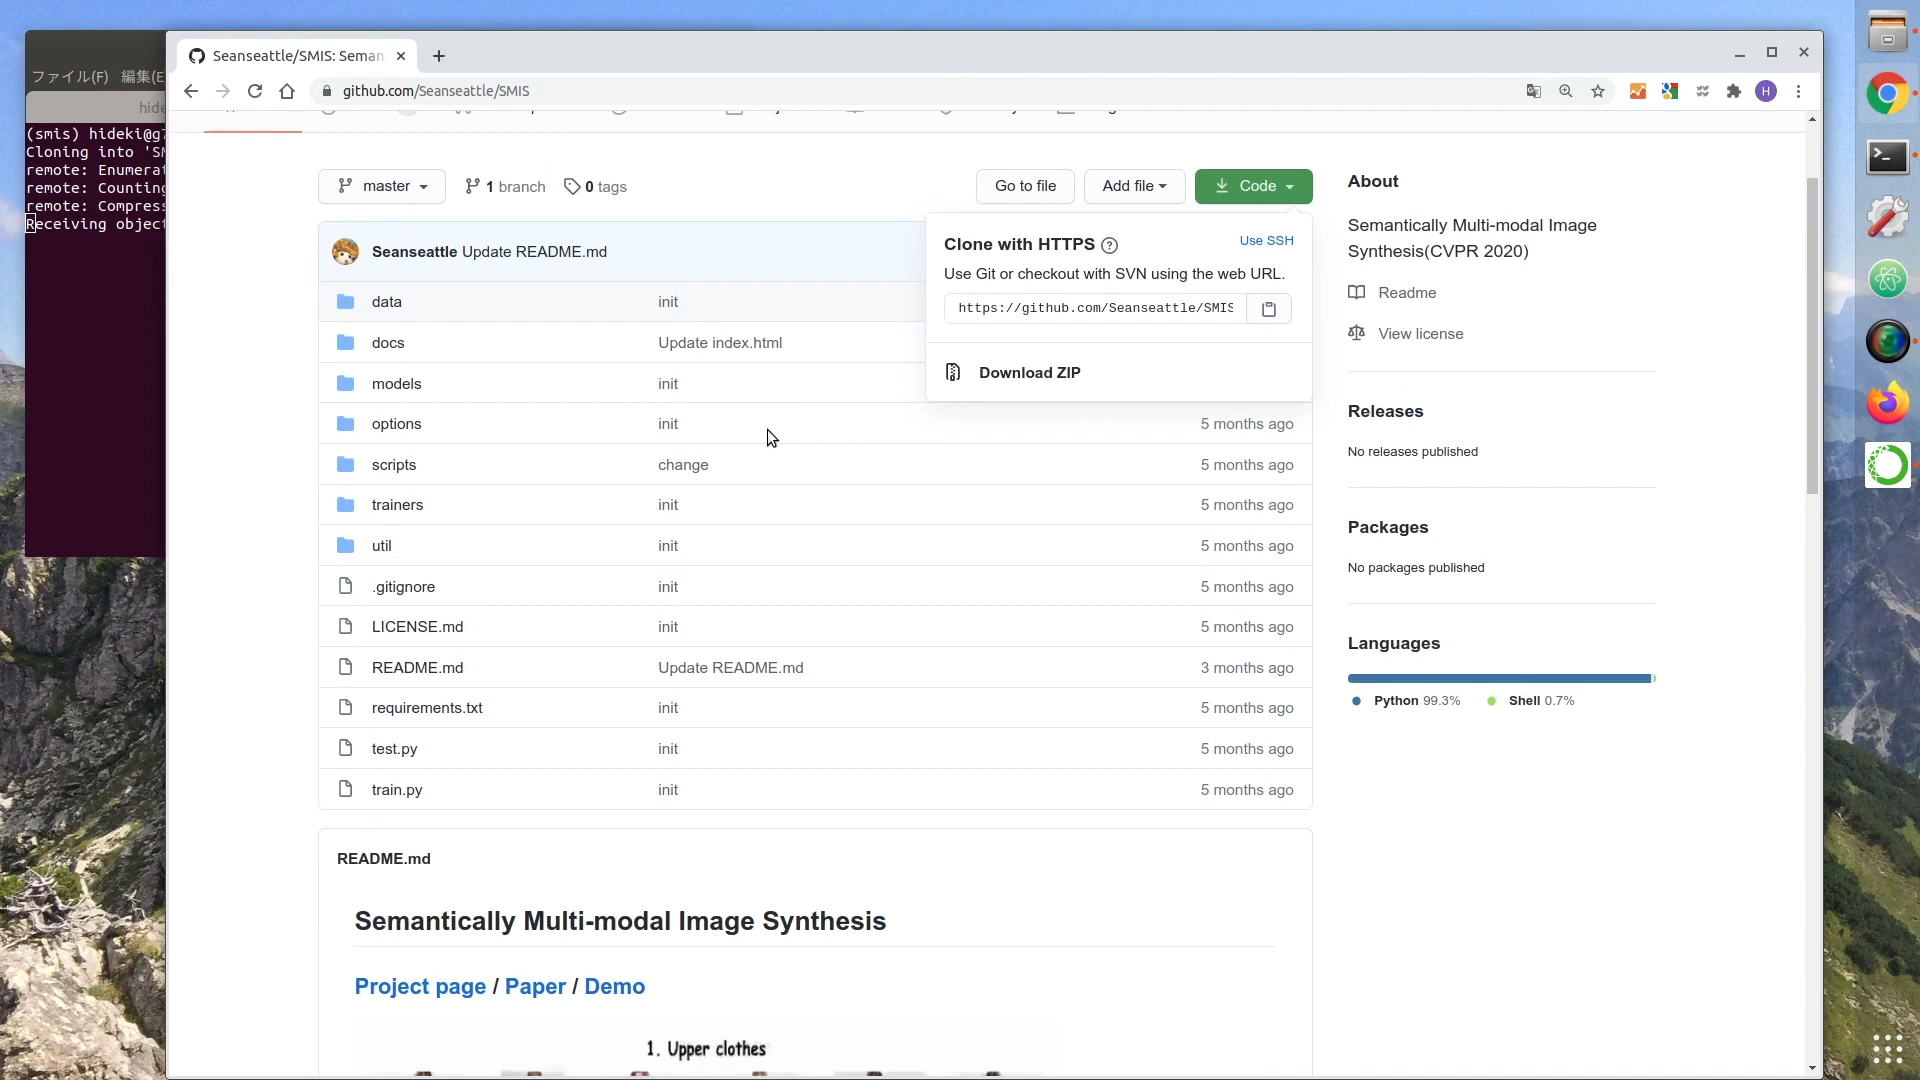 Seanseattle/SMIS: Seman
ファイル(F) 編集(E
github.com/Seanseattle/SMIS
H
hide
(smis) hideki@g7
Cloning into 'SM
remote: Enumerat
remote: Counting
remote: Compress
Receiving object
master
1 branch
0 tags
Go to file
Add file
Code
Clone with HTTPS
Use SSH
Use Git or checkout with SVN using the web URL.
https://github.com/Seanseattle/SMIS
Download ZIP
Seanseattle Update README.md
data init
docs Update index.html
models init
options init 5 months ago
scripts change 5 months ago
trainers init 5 months ago
util init 5 months ago
.gitignore init 5 months ago
LICENSE.md init 5 months ago
README.md Update README.md 3 months ago
requirements.txt init 5 months ago
test.py init 5 months ago
train.py init 5 months ago
About
Semantically Multi-modal Image
Synthesis(CVPR 2020)
Readme
View license
Releases
No releases published
Packages
No packages published
Languages
Python 99.3% Shell 0.7%
README.md
Semantically Multi-modal Image Synthesis
Project page / Paper / Demo
1. Upper clothes